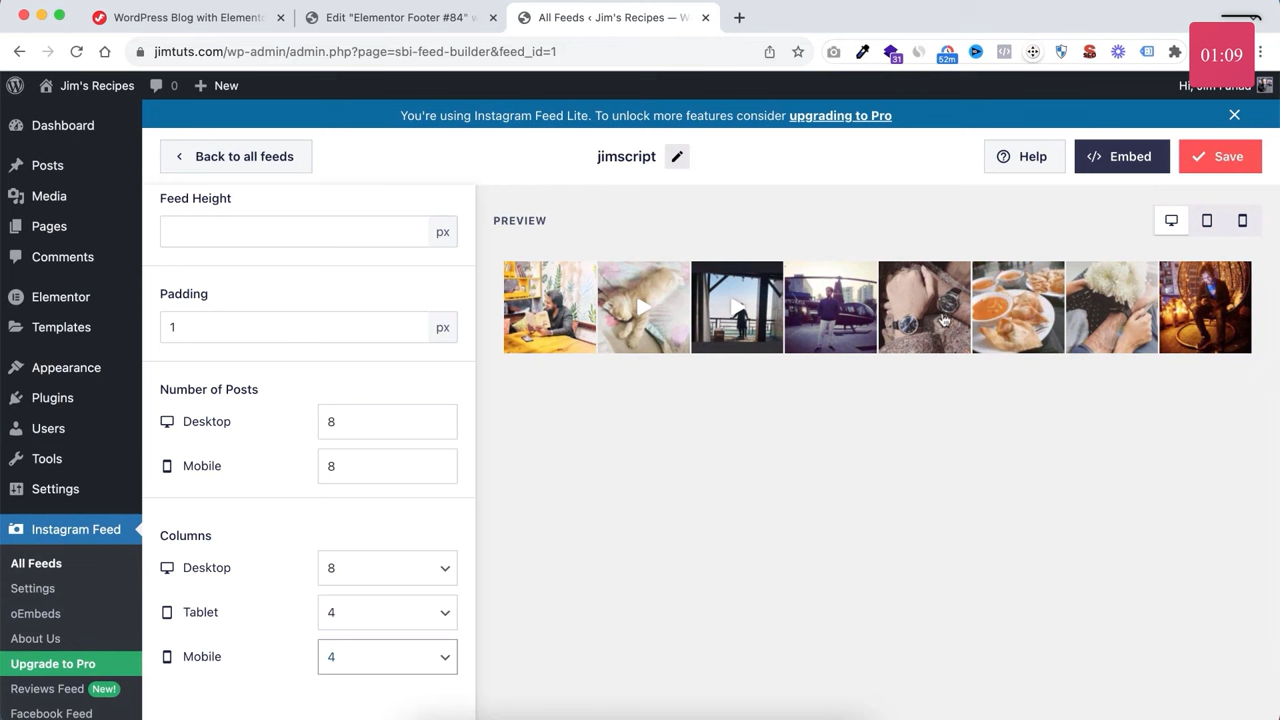 WordPress Blog with Elemento
Edit "Elementor Footer #84" w
All Feeds ‹ Jim's Recipes — W
01:09
jimtuts.com/wp-admin/admin.php?page=sbi-feed-builder&feed_id=1
31
52m
Jim's Recipes
0
New
Dashboard
Posts
Media
Pages
Comments
Elementor
Templates
Appearance
Plugins
Users
Tools
Settings
Instagram Feed
All Feeds
Settings
oEmbeds
About Us
Upgrade to Pro
Reviews Feed New!
Facebook Feed
You're using Instagram Feed Lite. To unlock more features consider upgrading to Pro
Back to all feeds
jimscript
Help
Embed
Save
Feed Height
px
Padding
1 px
Number of Posts
Desktop 8
Mobile 8
Columns
Desktop 8
Tablet 4
Mobile 4
PREVIEW